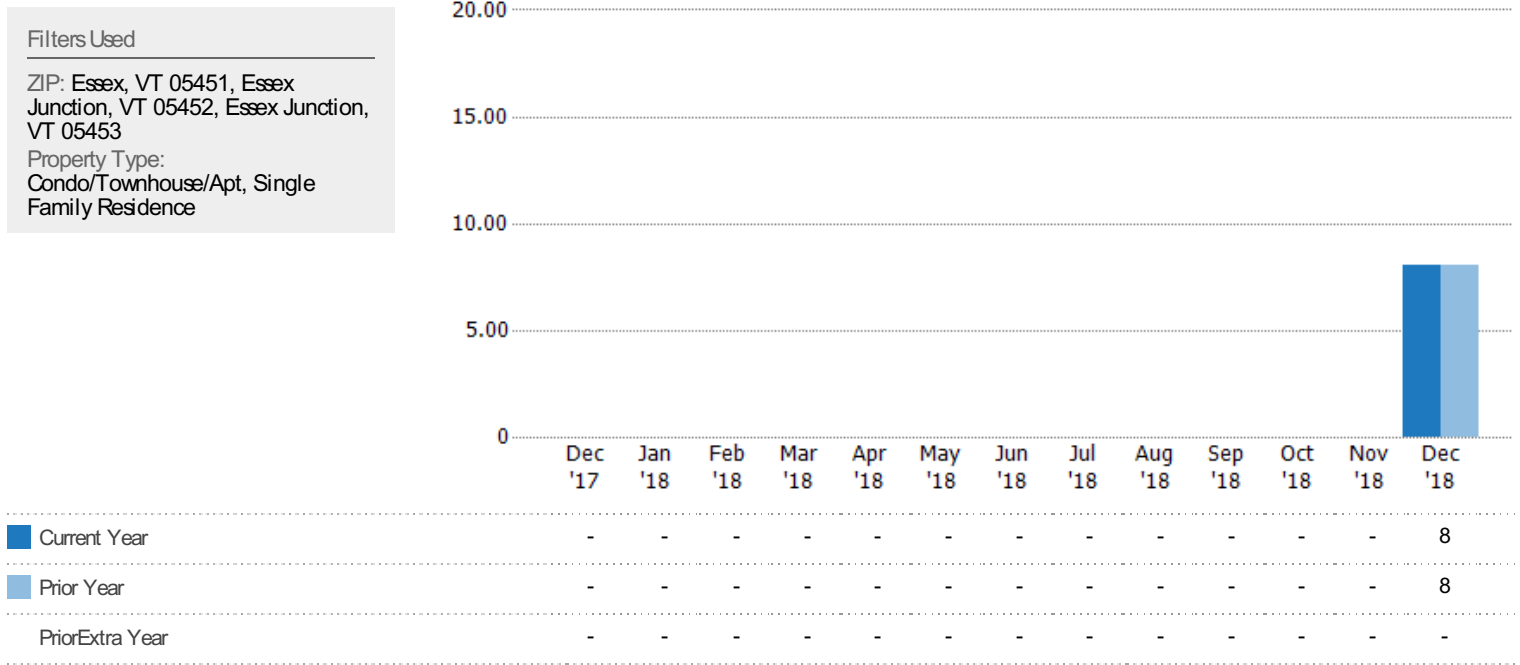 Filters Used
ZIP: Essex, VT 05451, Essex
Junction, VT 05452, Essex Junction,
VT 05453
Property Type:
Condo/Townhouse/Apt, Single
Family Residence
20.00
15.00
10.00
5.00
0
Dec '17 Jan '18 Feb '18 Mar '18 Apr '18 May '18 Jun '18 Jul '18 Aug '18 Sep '18 Oct '18 Nov '18 Dec '18
Current Year - - - - - - - - - - - - 8
Prior Year - - - - - - - - - - - - 8
PriorExtra Year - - - - - - - - - - - - -